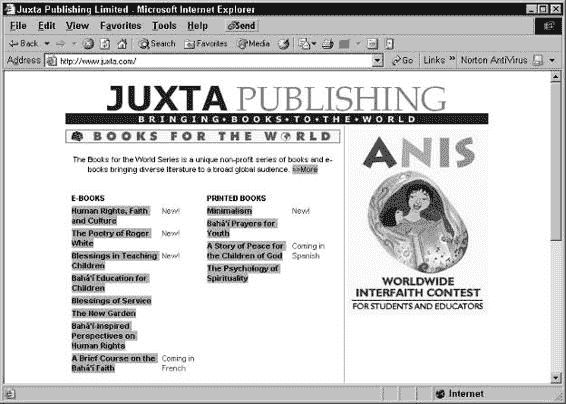 Juxta Publishing Limited - Microsoft Internet Explorer
File Edit View Favorites Tools Help Send
Back Search Favorites Media
Address http://www.juxta.com/ Go Links » Norton AntiVirus
JUXTA PUBLISHING
BRINGING•BOOKS•TO•THE•WORLD
BOOKS FOR THE WORLD
The Books for the World Series is a unique non-profit series of books and e-
books bringing diverse literature to a broad global audience. >>More
E-BOOKS
Human Rights, Faith New!
and Culture
The Poetry of Roger New!
White
Blessings in Teaching New!
Children
Bahá'í Education for
Children
Blessings of Service
The New Garden
Bahá'í-inspired
Perspectives on
Human Rights
A Brief Course on the Coming in
Bahá'í Faith French
PRINTED BOOKS
Minimalism New!
Bahá'í Prayers for
Youth
A Story of Peace for Coming in
the Children of God Spanish
The Psychology of
Spirituality
ANIS
WORLDWIDE
INTERFAITH CONTEST
FOR STUDENTS AND EDUCATORS
Internet